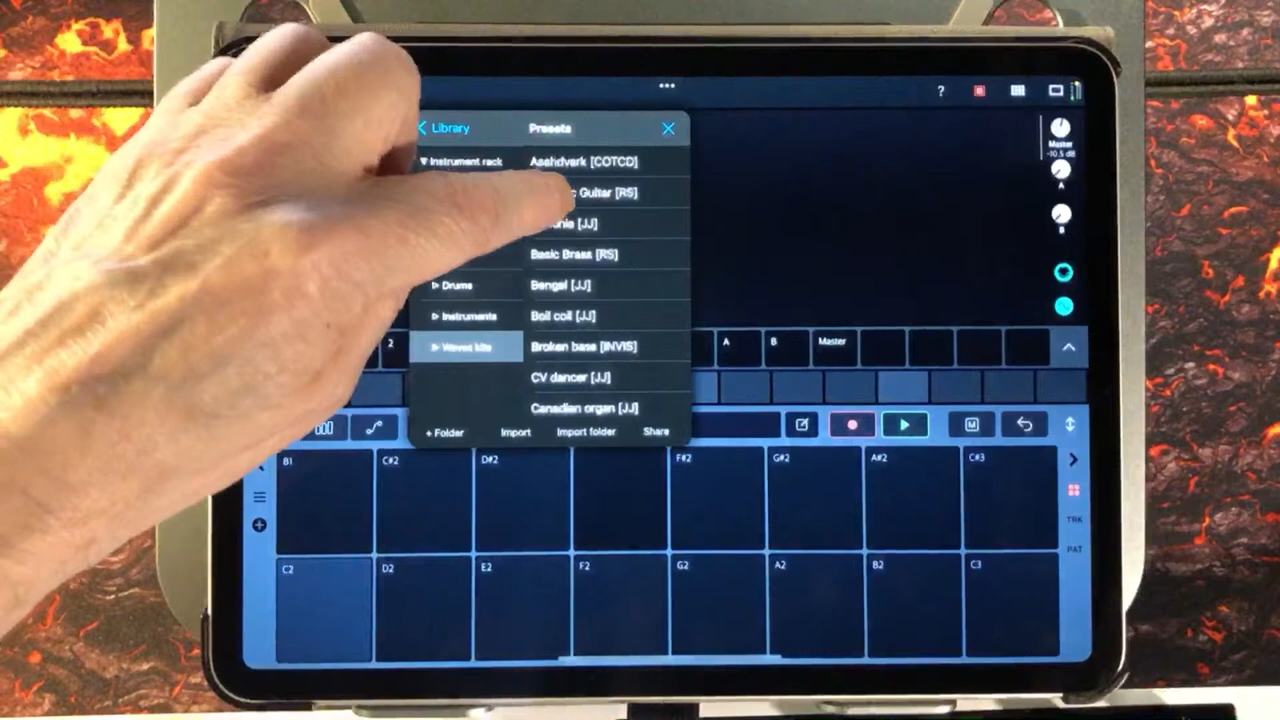 ?
Library
Presets
Instrument rack
Aashdvark [COTCD]
Guitar [RS]
[JJ]
Basic Brass [RS]
Drums
Bengal [JJ]
Instruments
Boil coil [JJ]
Waves kits
Broken base [INVIS]
CV dancer [JJ]
Canadian organ [JJ]
+ Folder
Import
Import folder
Share
Master
-10.5 dB
A
B
2
A
B
Master
M
B1
C#2
D#2
F#2
G#2
A#2
C#3
TRK
PAT
C2
D2
E2
F2
G2
A2
B2
C3